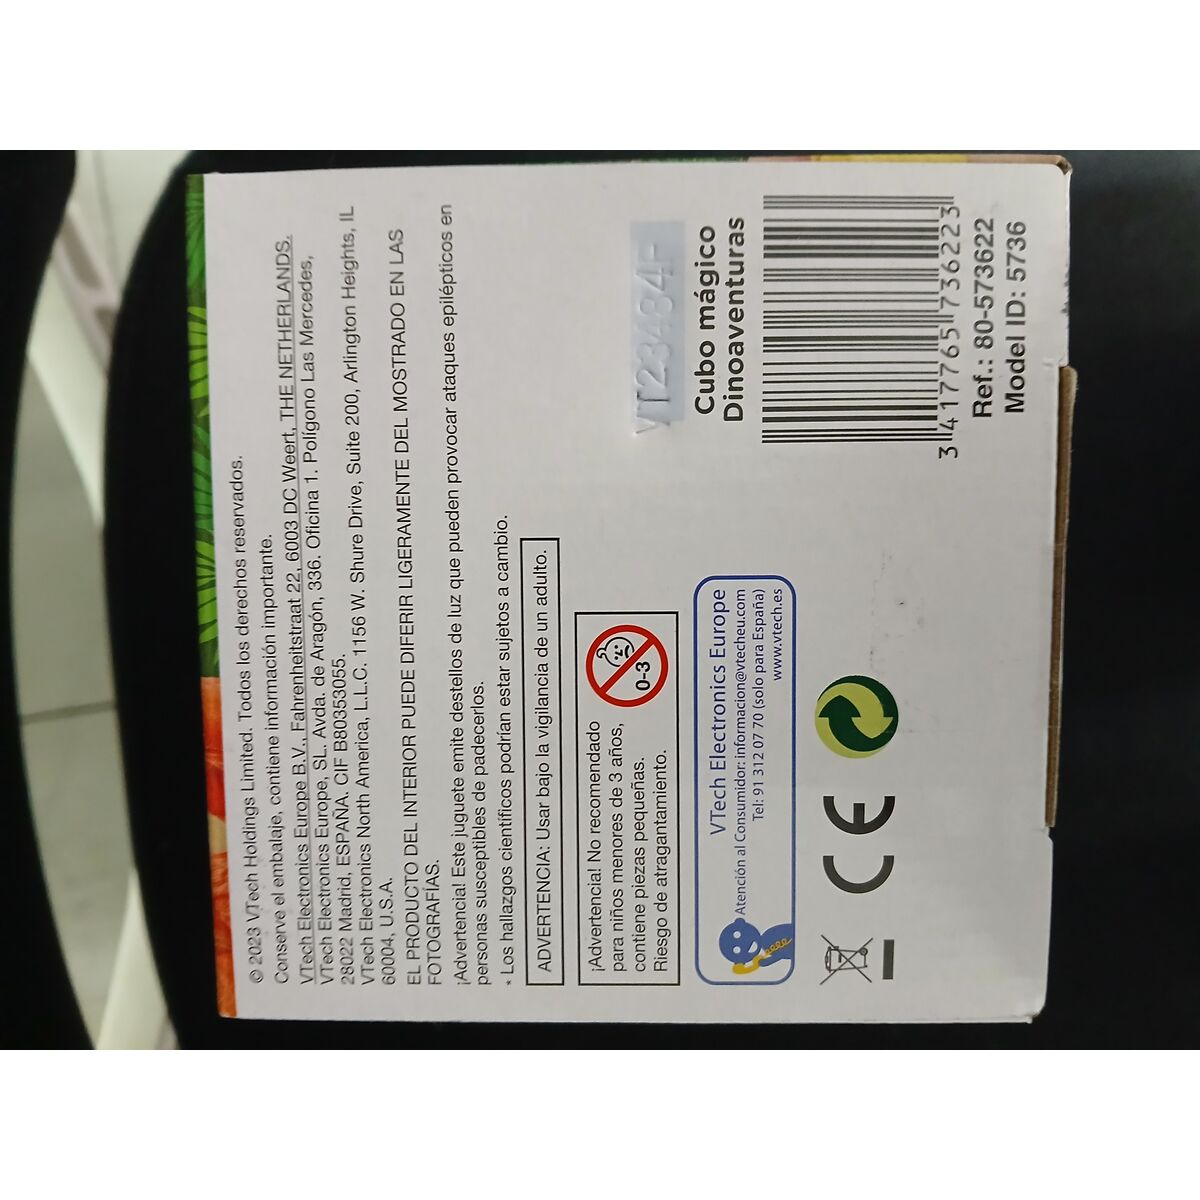 © 2023 VTech Holdings Limited. Todos los derechos reservados.
Conserve el embalaje, contiene información importante.
VTech Electronics Europe B.V., Fahrenheitstraat 22, 6003 DC Weert, THE NETHERLANDS.
VTech Electronics Europe, SL. Avda. de Aragón, 336. Oficina 1. Polígono Las Mercedes,
28022 Madrid, ESPAÑA. CIF B80353055.
VTech Electronics North America, L.L.C. 1156 W. Shure Drive, Suite 200, Arlington Heights, IL
60004, U.S.A.
EL PRODUCTO DEL INTERIOR PUEDE DIFERIR LIGERAMENTE DEL MOSTRADO EN LAS
FOTOGRAFÍAS.
¡Advertencia! Este juguete emite destellos de luz que pueden provocar ataques epilépticos en
personas susceptibles de padecerlos.
* Los hallazgos científicos podrían estar sujetos a cambio.
ADVERTENCIA: Usar bajo la vigilancia de un adulto.
¡Advertencia! No recomendado
para niños menores de 3 años,
contiene piezas pequeñas.
Riesgo de atragantamiento.
0-3
VTech Electronics Europe
Atención al Consumidor: informacion@vtecheu.com
Tel: 91 312 07 70 (solo para España)
www.vtech.es
CE
VT23484F
Cubo mágico
Dinoaventuras
3 417765 736223
Ref.: 80-573622
Model ID: 5736